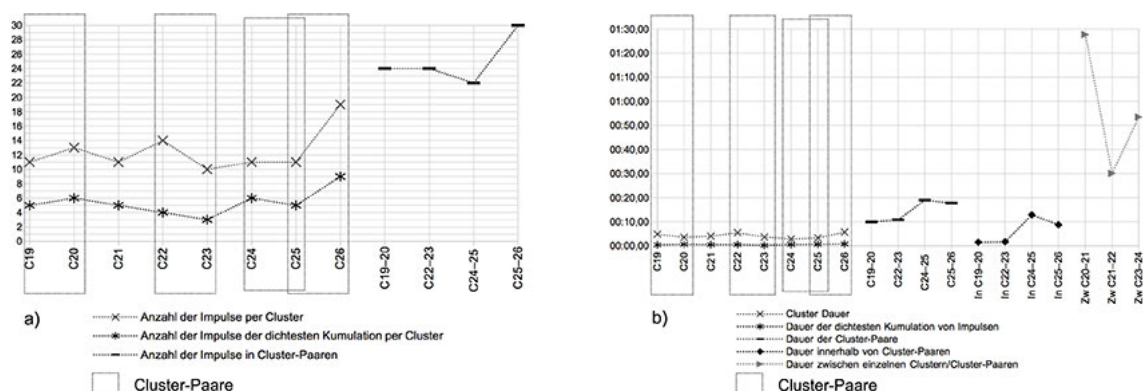 a)
30
28
26
24
22
20
18
16
14
12
10
8
6
5
4
3
2
1
0
C19
C20
C21
C22
C23
C24
C25
C26
C19-20
C22-23
C24–25
C25–26
Anzahl der Impulse per Cluster
Anzahl der Impulse der dichtesten Kumulation per Cluster
Anzahl der Impulse in Cluster-Paaren
Cluster-Paare
b)
01:30,00
01:20,00
01:10,00
01:00,00
00:50,00
00:40,00
00:30,00
00:20,00
00:10,00
00:00,00
C19
C20
C21
C22
C23
C24
C25
C26
C19-20
C22-23
C24–25
C25-26
In C19-20
In C22–23
In C24–25
In C25–26
Zw C20–21
Zw C21–22
Zw C23-24
Cluster Dauer
Dauer der dichtesten Kumulation von Impulsen
Dauer der Cluster-Paare
Dauer innerhalb von Cluster-Paaren
Dauer zwischen einzelnen Clustern/Cluster-Paaren
Cluster-Paare